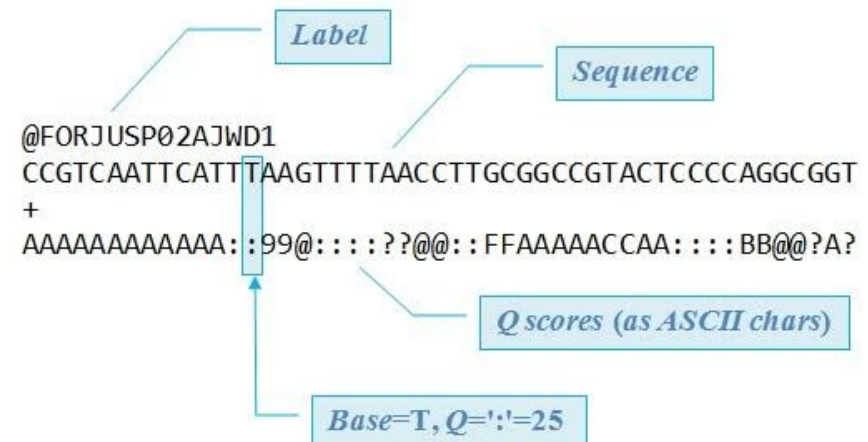 Label
Sequence
@FORJUSP02AJWD1
CCGTCAATTCATTTAAGTTTTAACCTTGCGGCCGTACTCCCCAGGCGGT
+
AAAAAAAAAAAA::99@::::??@@::FFAAAAACCAA::::BB@@?A?
Q scores (as ASCII chars)
Base=T, Q=':'=25